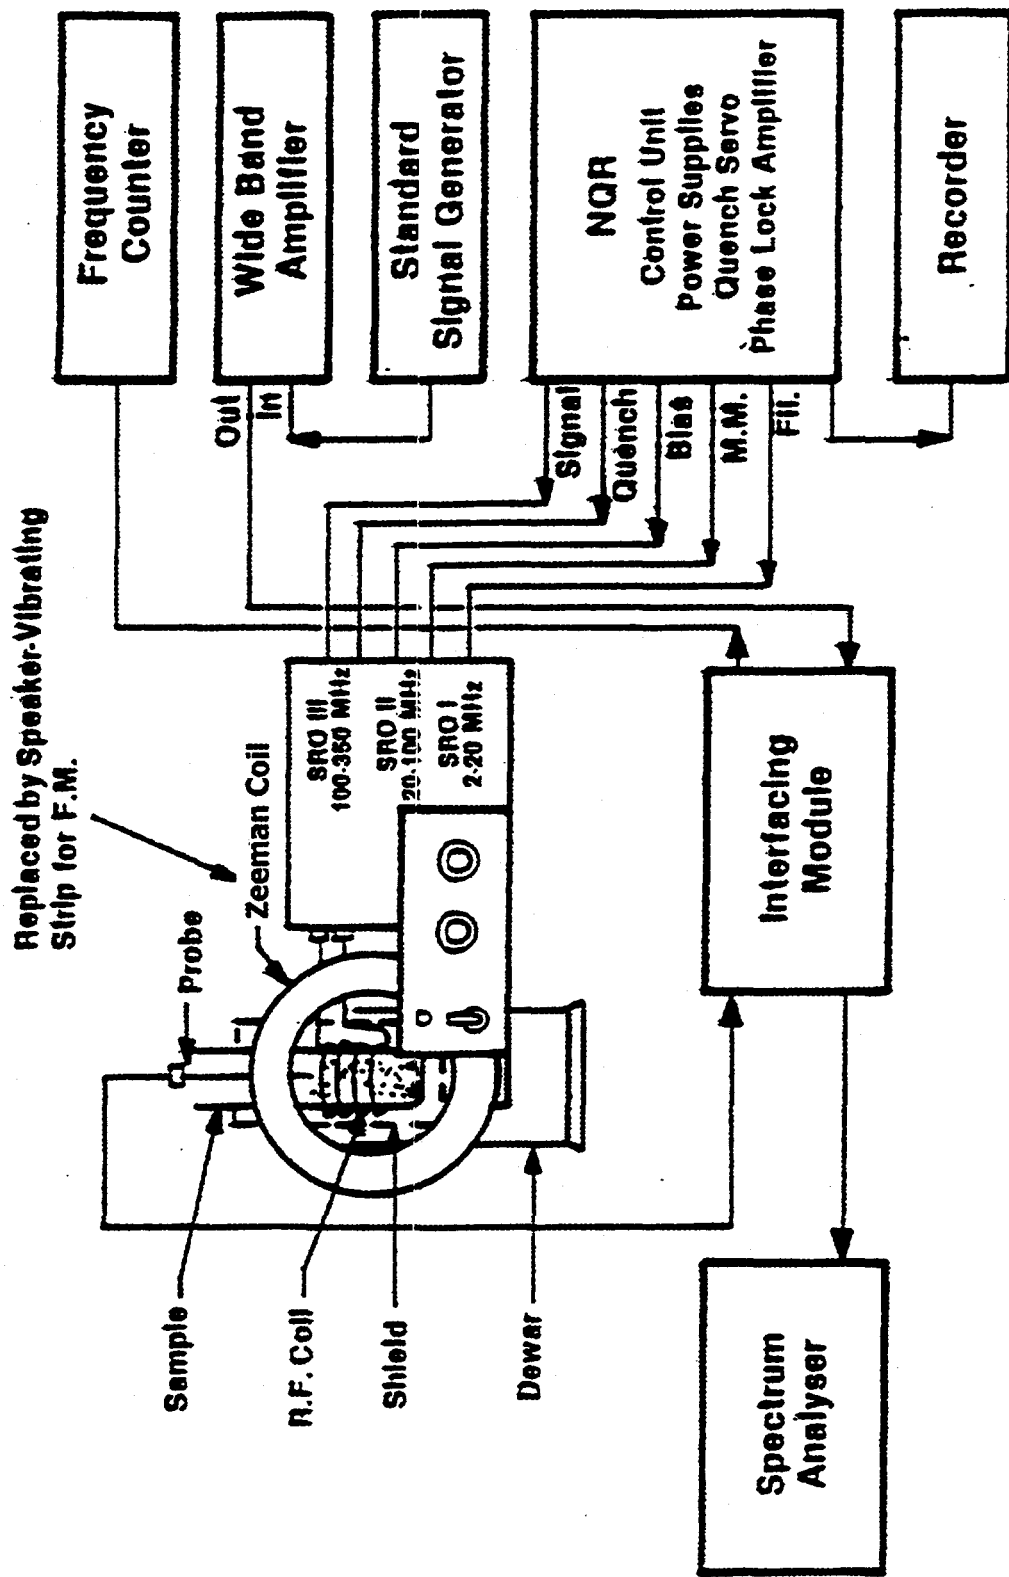 Replaced by Speaker-Vibrating
Strip for F.M.
Probe
Zeeman Coil
Sample
R.F. Coil
Shield
Dewar
SRO III
100-350 MHz
SRO II
20-100 MHz
SRO I
2-20 MHz
Frequency
Counter
Out
In
Wide Band
Amplifier
Standard
Signal Generator
Signal
Quench
Bias
M.M.
Fil.
NQR
Control Unit
Power Supplies
Quench Servo
Phase Lock Amplifier
Recorder
Interfacing
Module
Spectrum
Analyser